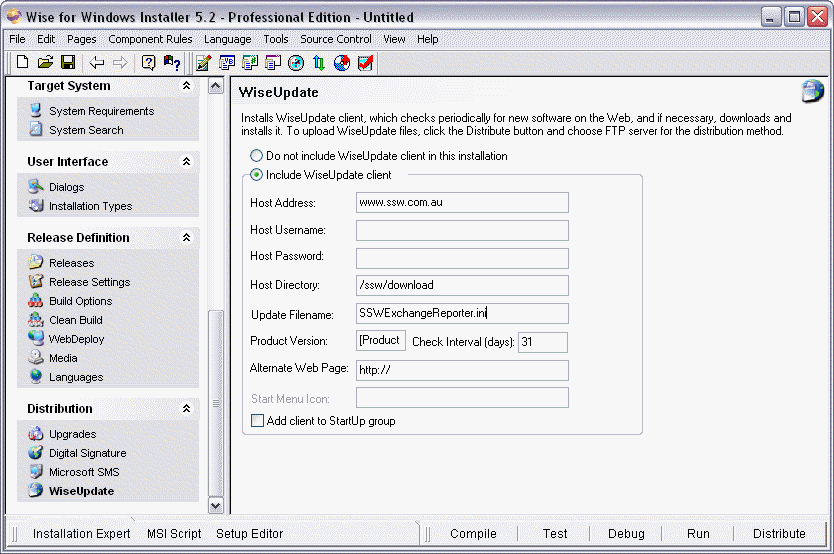 Wise for Windows Installer 5.2 - Professional Edition - Untitled
File Edit Pages Component Rules Language Tools Source Control View Help
Target System
System Requirements
System Search
User Interface
Dialogs
Installation Types
Release Definition
Releases
Release Settings
Build Options
Clean Build
WebDeploy
Media
Languages
Distribution
Upgrades
Digital Signature
Microsoft SMS
WiseUpdate
WiseUpdate
Installs WiseUpdate client, which checks periodically for new software on the Web, and if necessary, downloads and
installs it. To upload WiseUpdate files, click the Distribute button and choose FTP server for the distribution method.
Do not include WiseUpdate client in this installation
Include WiseUpdate client
Host Address: www.ssw.com.au
Host Username:
Host Password:
Host Directory: /ssw/download
Update Filename: SSWExchangeReporter.ini
Product Version: [Product Check Interval (days): 31
Alternate Web Page: http://
Start Menu Icon:
Add client to StartUp group
Installation Expert MSI Script Setup Editor Compile Test Debug Run Distribute